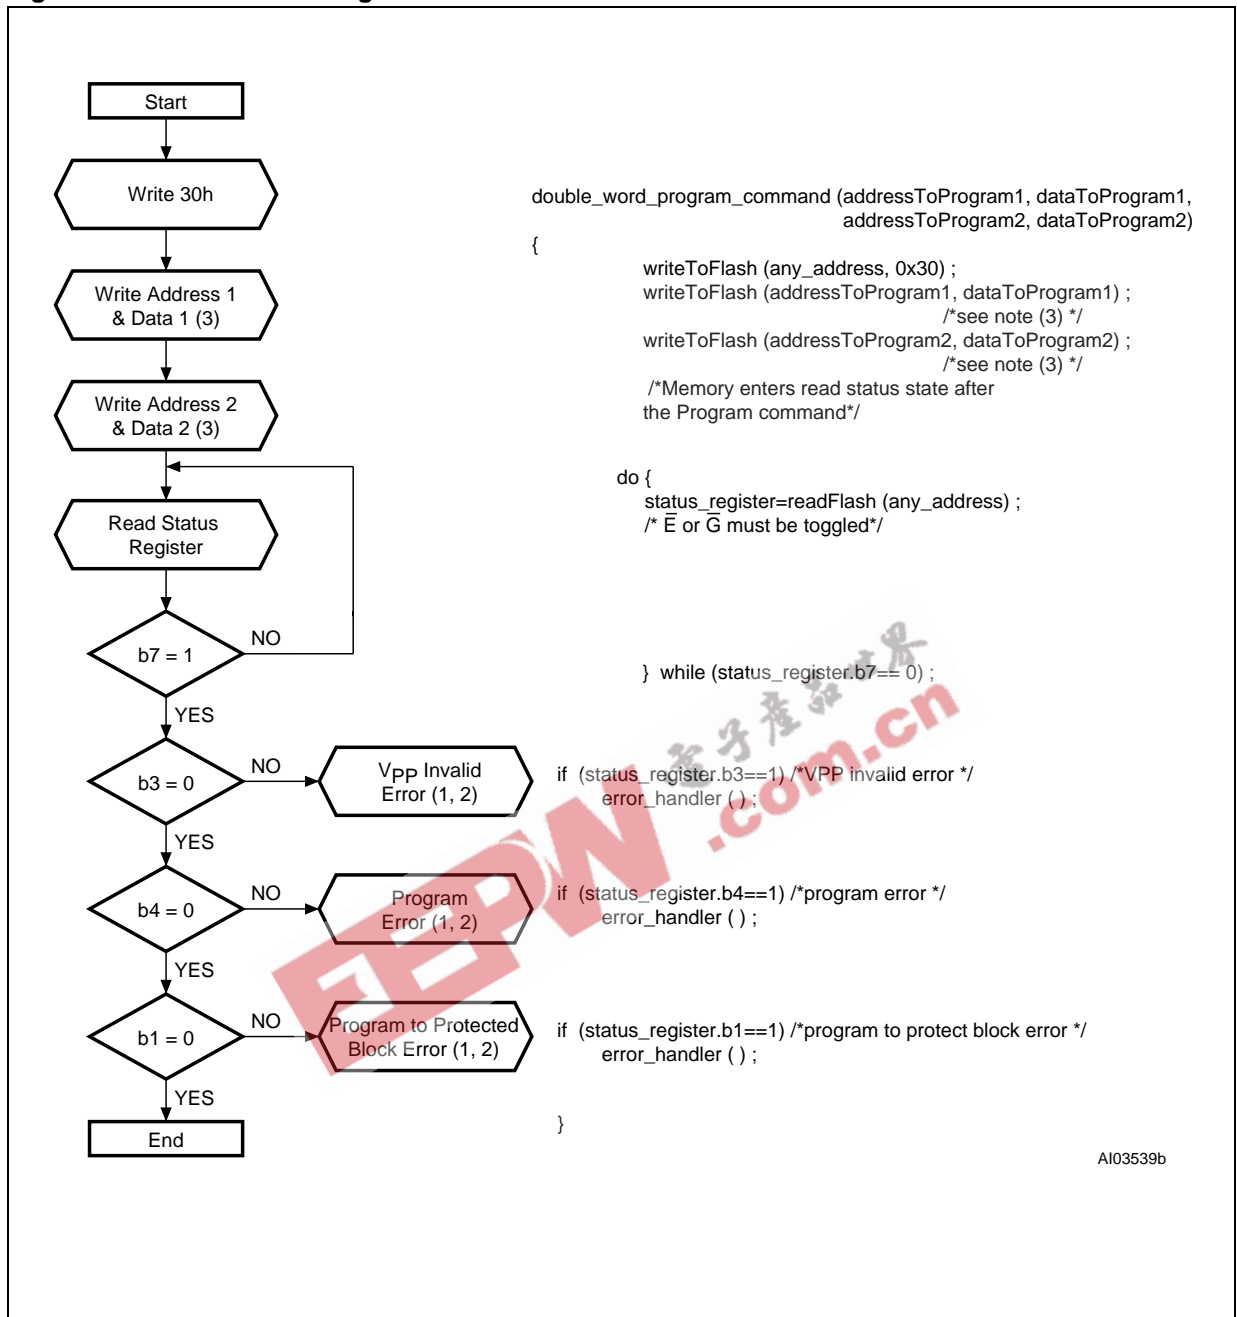 Start
Write 30h
Write Address 1
& Data 1 (3)
Write Address 2
& Data 2 (3)
Read Status
Register
b7 = 1
NO
YES
b3 = 0
NO
VPP Invalid
Error (1, 2)
YES
b4 = 0
NO
Program
Error (1, 2)
YES
b1 = 0
NO
Program to Protected
Block Error (1, 2)
YES
End
double_word_program_command (addressToProgram1, dataToProgram1,
addressToProgram2, dataToProgram2)
{
writeToFlash (any_address, 0x30) ;
writeToFlash (addressToProgram1, dataToProgram1) ;
/*see note (3) */
writeToFlash (addressToProgram2, dataToProgram2) ;
/*see note (3) */
/*Memory enters read status state after
the Program command*/
do {
status_register=readFlash (any_address) ;
/* E̅ or G̅ must be toggled*/
} while (status_register.b7== 0) ;
if (status_register.b3==1) /*VPP invalid error */
error_handler ( ) ;
if (status_register.b4==1) /*program error */
error_handler ( ) ;
if (status_register.b1==1) /*program to protect block error */
error_handler ( ) ;
}
AI03539b
EEPW
電子產品世界
.com.cn